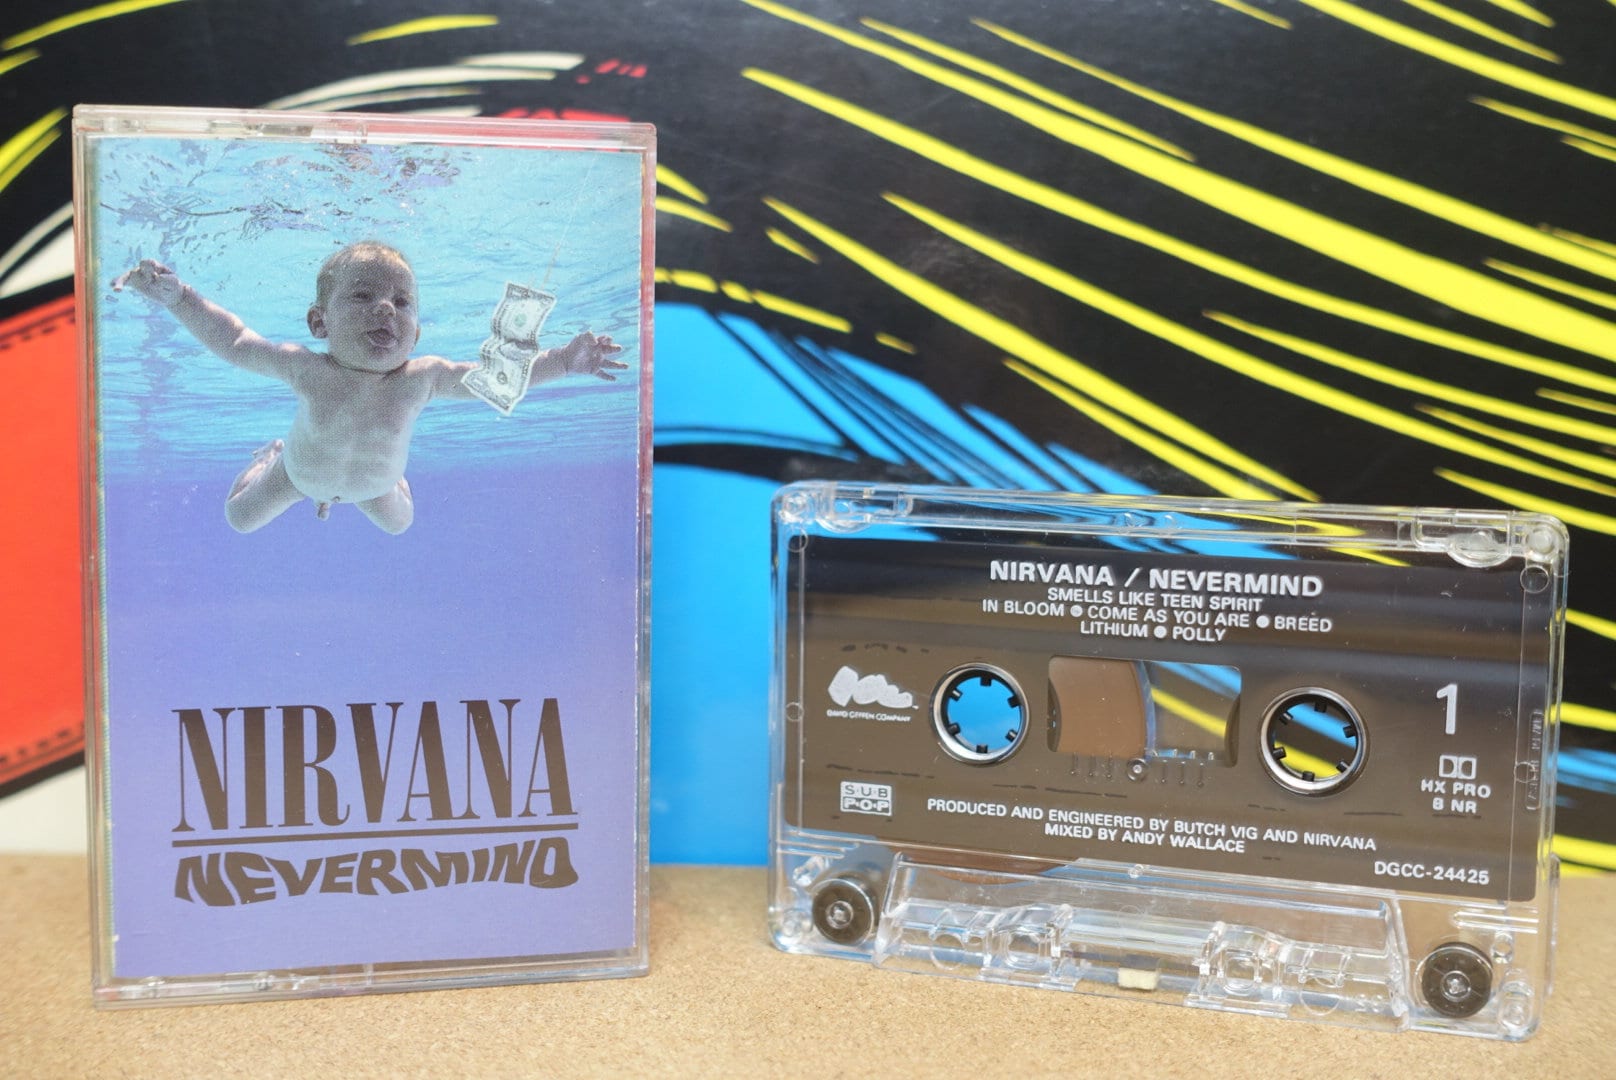 NIRVANA
NEVERMIND
NIRVANA / NEVERMIND
SMELLS LIKE TEEN SPIRIT
IN BLOOM ● COME AS YOU ARE ● BREED
LITHIUM ● POLLY
DAVID GEFFEN COMPANY
1
HX PRO
B NR
SUB
POP
PRODUCED AND ENGINEERED BY BUTCH VIG AND NIRVANA
MIXED BY ANDY WALLACE
DGCC-24425